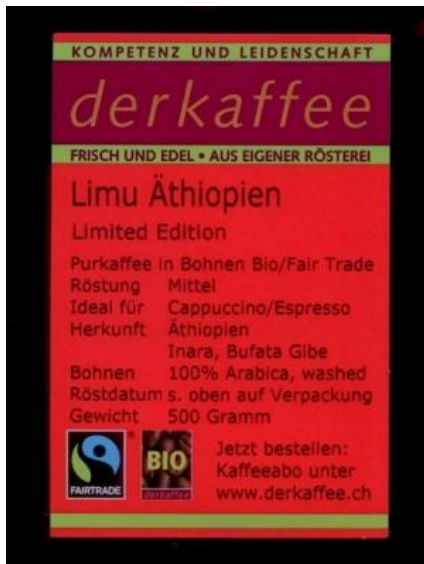 KOMPETENZ UND LEIDENSCHAFT
derkaffee
FRISCH UND EDEL • AUS EIGENER RÖSTEREI
Limu Äthiopien
Limited Edition
Purkaffee in Bohnen Bio/Fair Trade
Röstung Mittel
Ideal für Cappuccino/Espresso
Herkunft Äthiopien
Inara, Bufata Gibe
Bohnen 100% Arabica, washed
Röstdatum s. oben auf Verpackung
Gewicht 500 Gramm
FAIRTRADE
®
BIO
derkaffee
Jetzt bestellen:
Kaffeeabo unter
www.derkaffee.ch